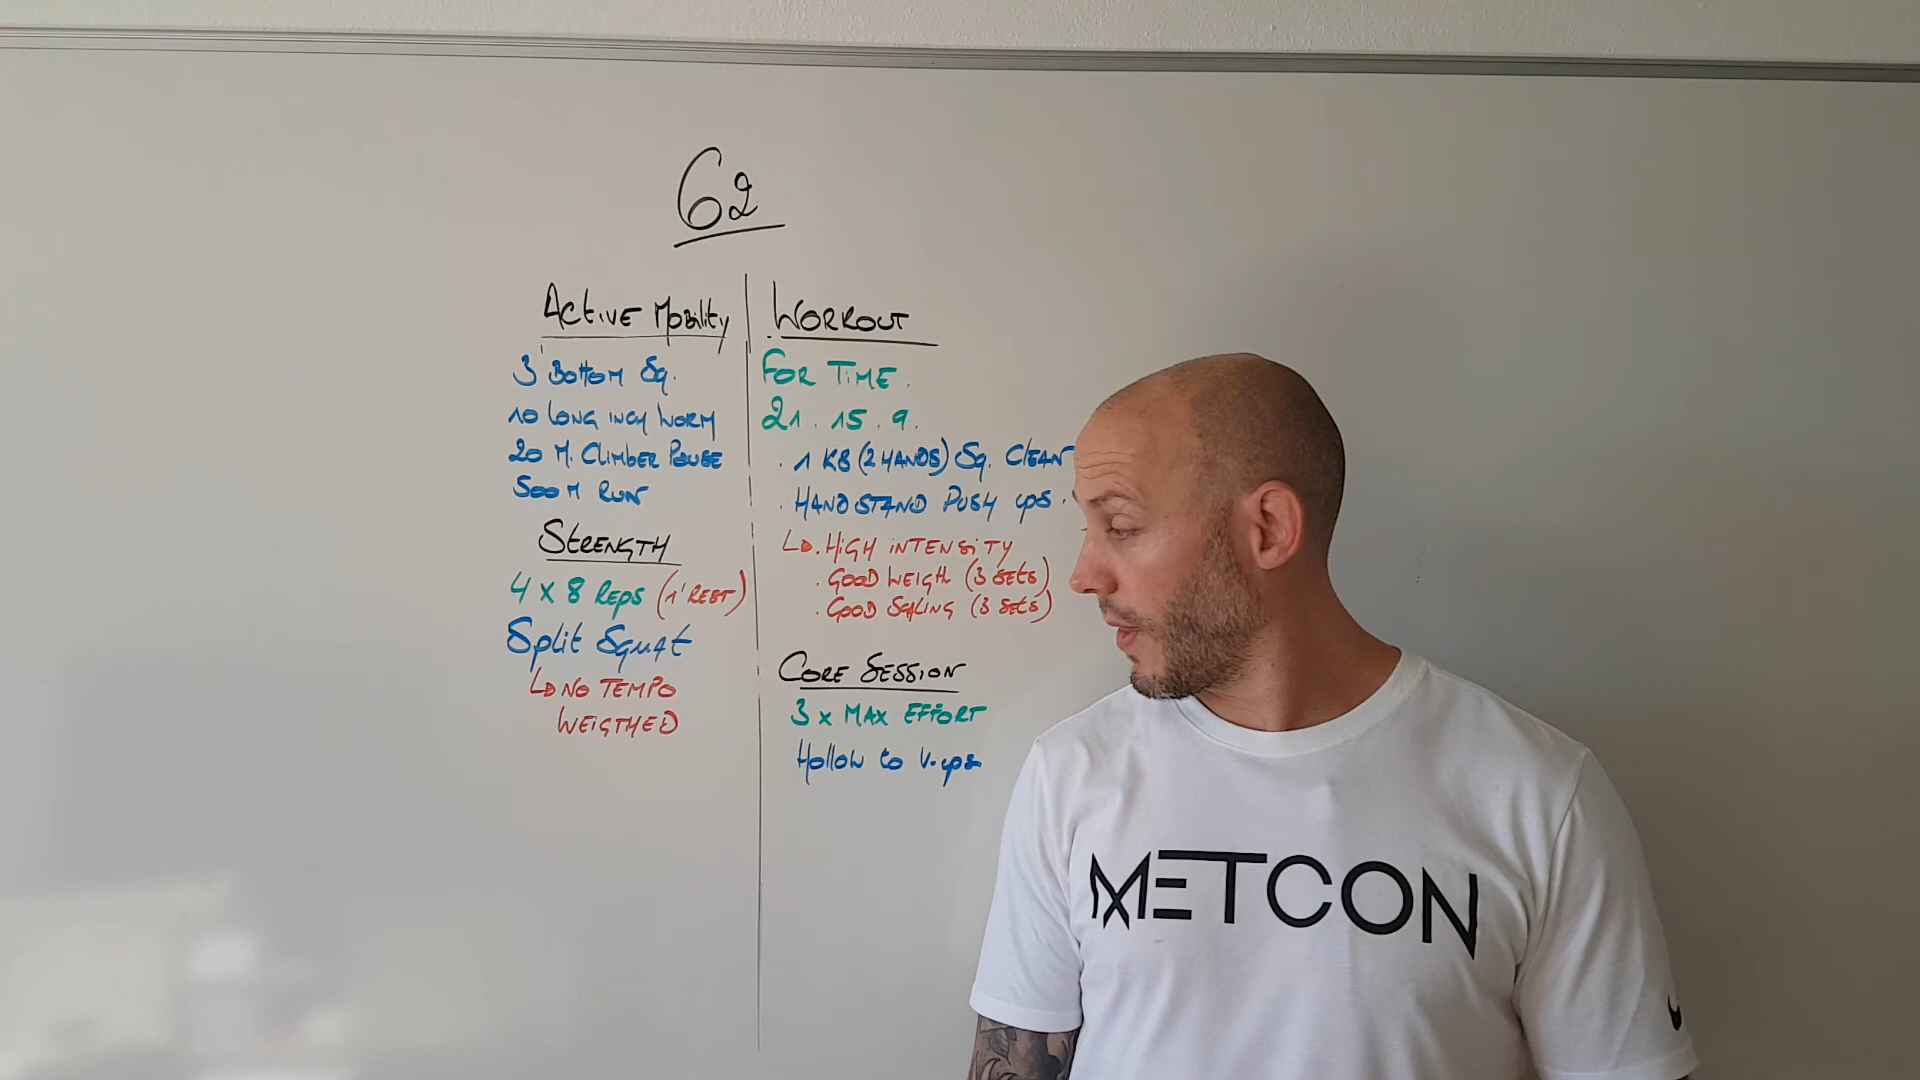 62
Active Mobility
3' Bottom Sq.
10 Long inch Worm
20 M. Climber Pause
500 M Run
Strength
4 x 8 Reps (1' Rest)
Split Squat
No Tempo
Weigthed
Workout
For Time.
21. 15. 9.
. 1 KB (2 Hands) Sq. Clean
. Handstand Push ups.
. High intensity
. Good Weigth (3 sets)
. Good Scaling (3 sets)
Core Session
3 x Max Effort
Hollow to V.ups
METCON